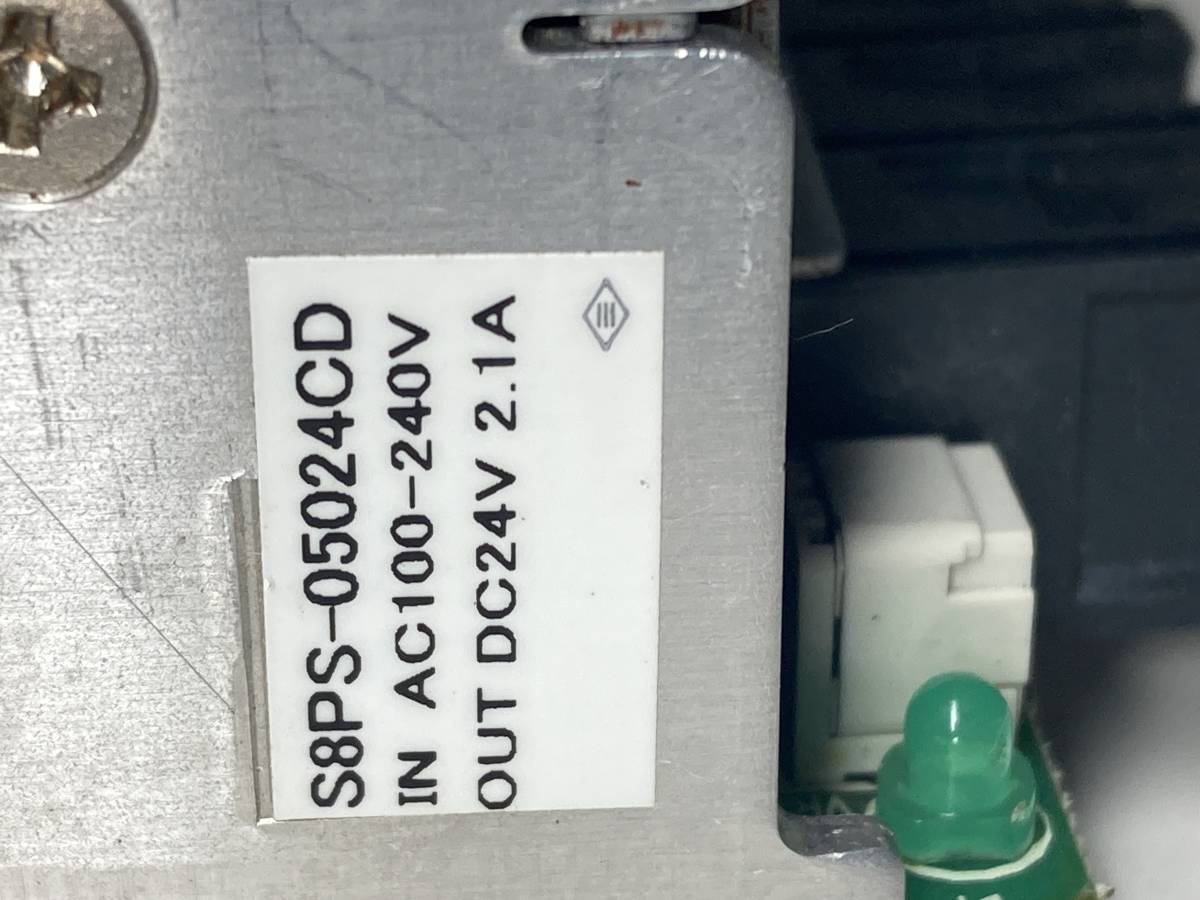 S8PS-05024CD
IN AC100-240V
OUT DC24V 2.1A